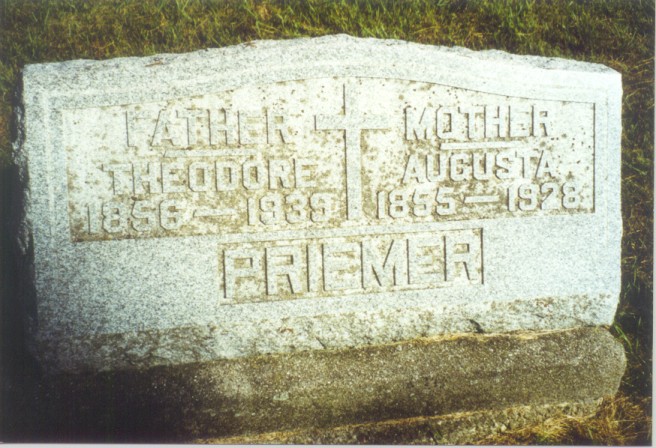 FATHER
THEODORE
1856 — 1939
MOTHER
AUGUSTA
1855 — 1928
PRIEMER